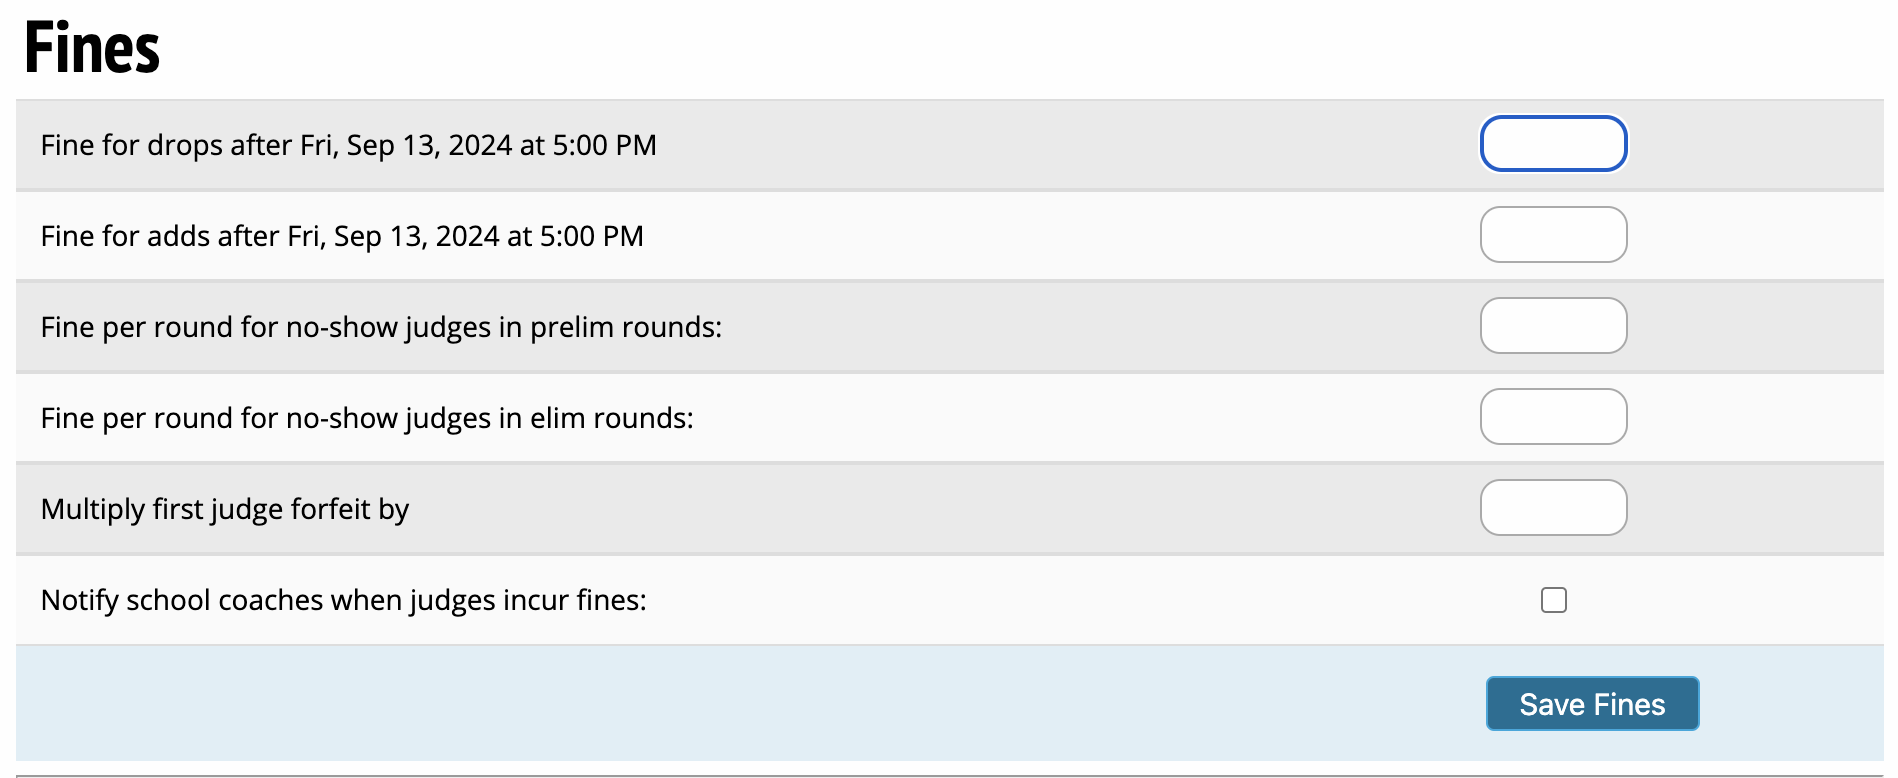 Fines
Fine for drops after Fri, Sep 13, 2024 at 5:00 PM
Fine for adds after Fri, Sep 13, 2024 at 5:00 PM
Fine per round for no-show judges in prelim rounds:
Fine per round for no-show judges in elim rounds:
Multiply first judge forfeit by
Notify school coaches when judges incur fines:
Save Fines